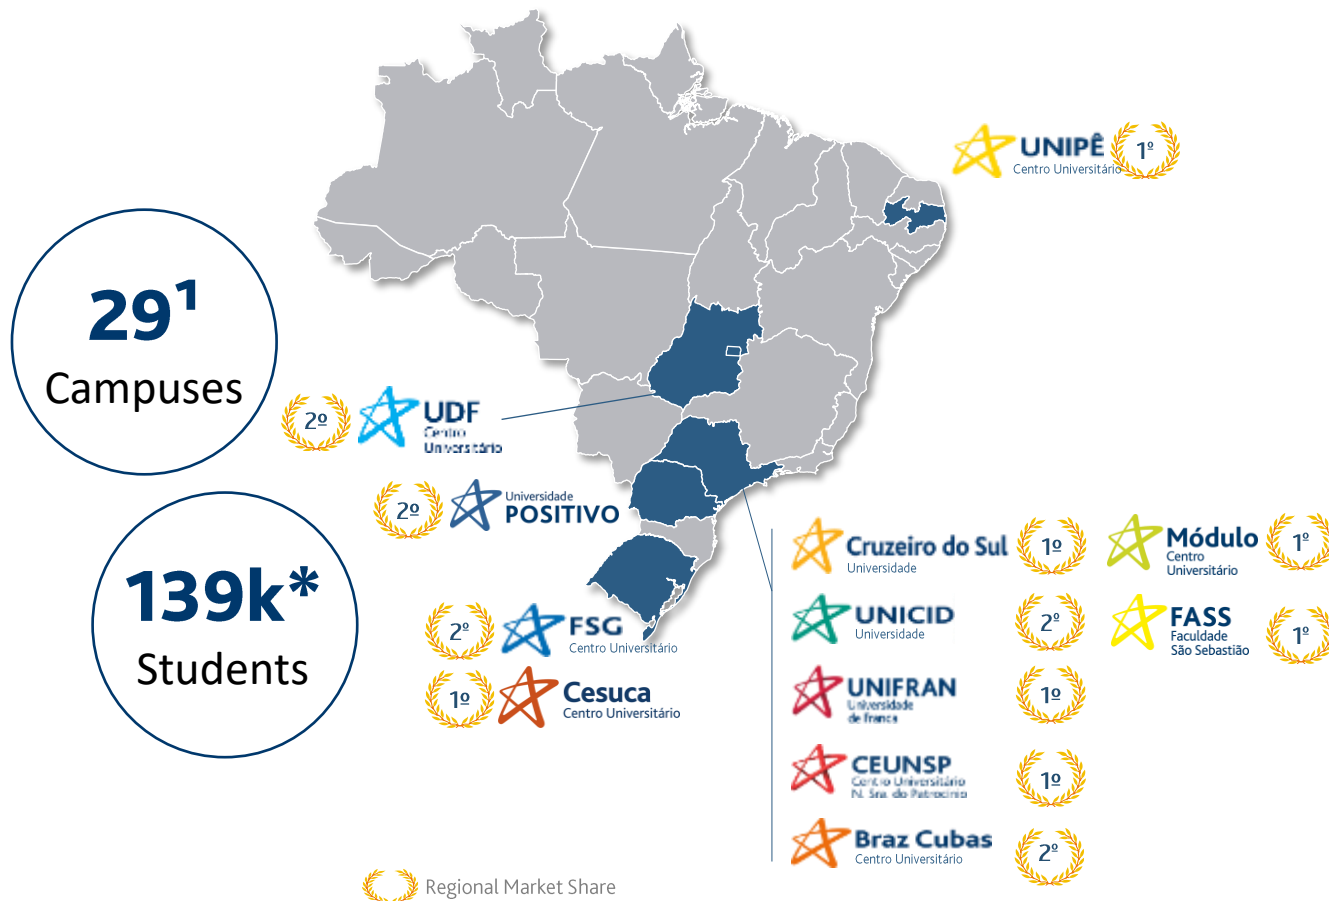 UNIPÊ
Centro Universitário
1º
29¹
Campuses
2º
UDF
Centro
Universitário
2º
Universidade
POSITIVO
139k*
Students
2º
FSG
Centro Universitário
1º
Cesuca
Centro Universitário
Cruzeiro do Sul
Universidade
1º
Módulo
Centro
Universitário
1º
UNICID
Universidade
2º
FASS
Faculdade
São Sebastião
1º
UNIFRAN
Universidade
de Franca
1º
CEUNSP
Centro Universitário
N. Sra. do Patrocínio
1º
Braz Cubas
Centro Universitário
2º
Regional Market Share